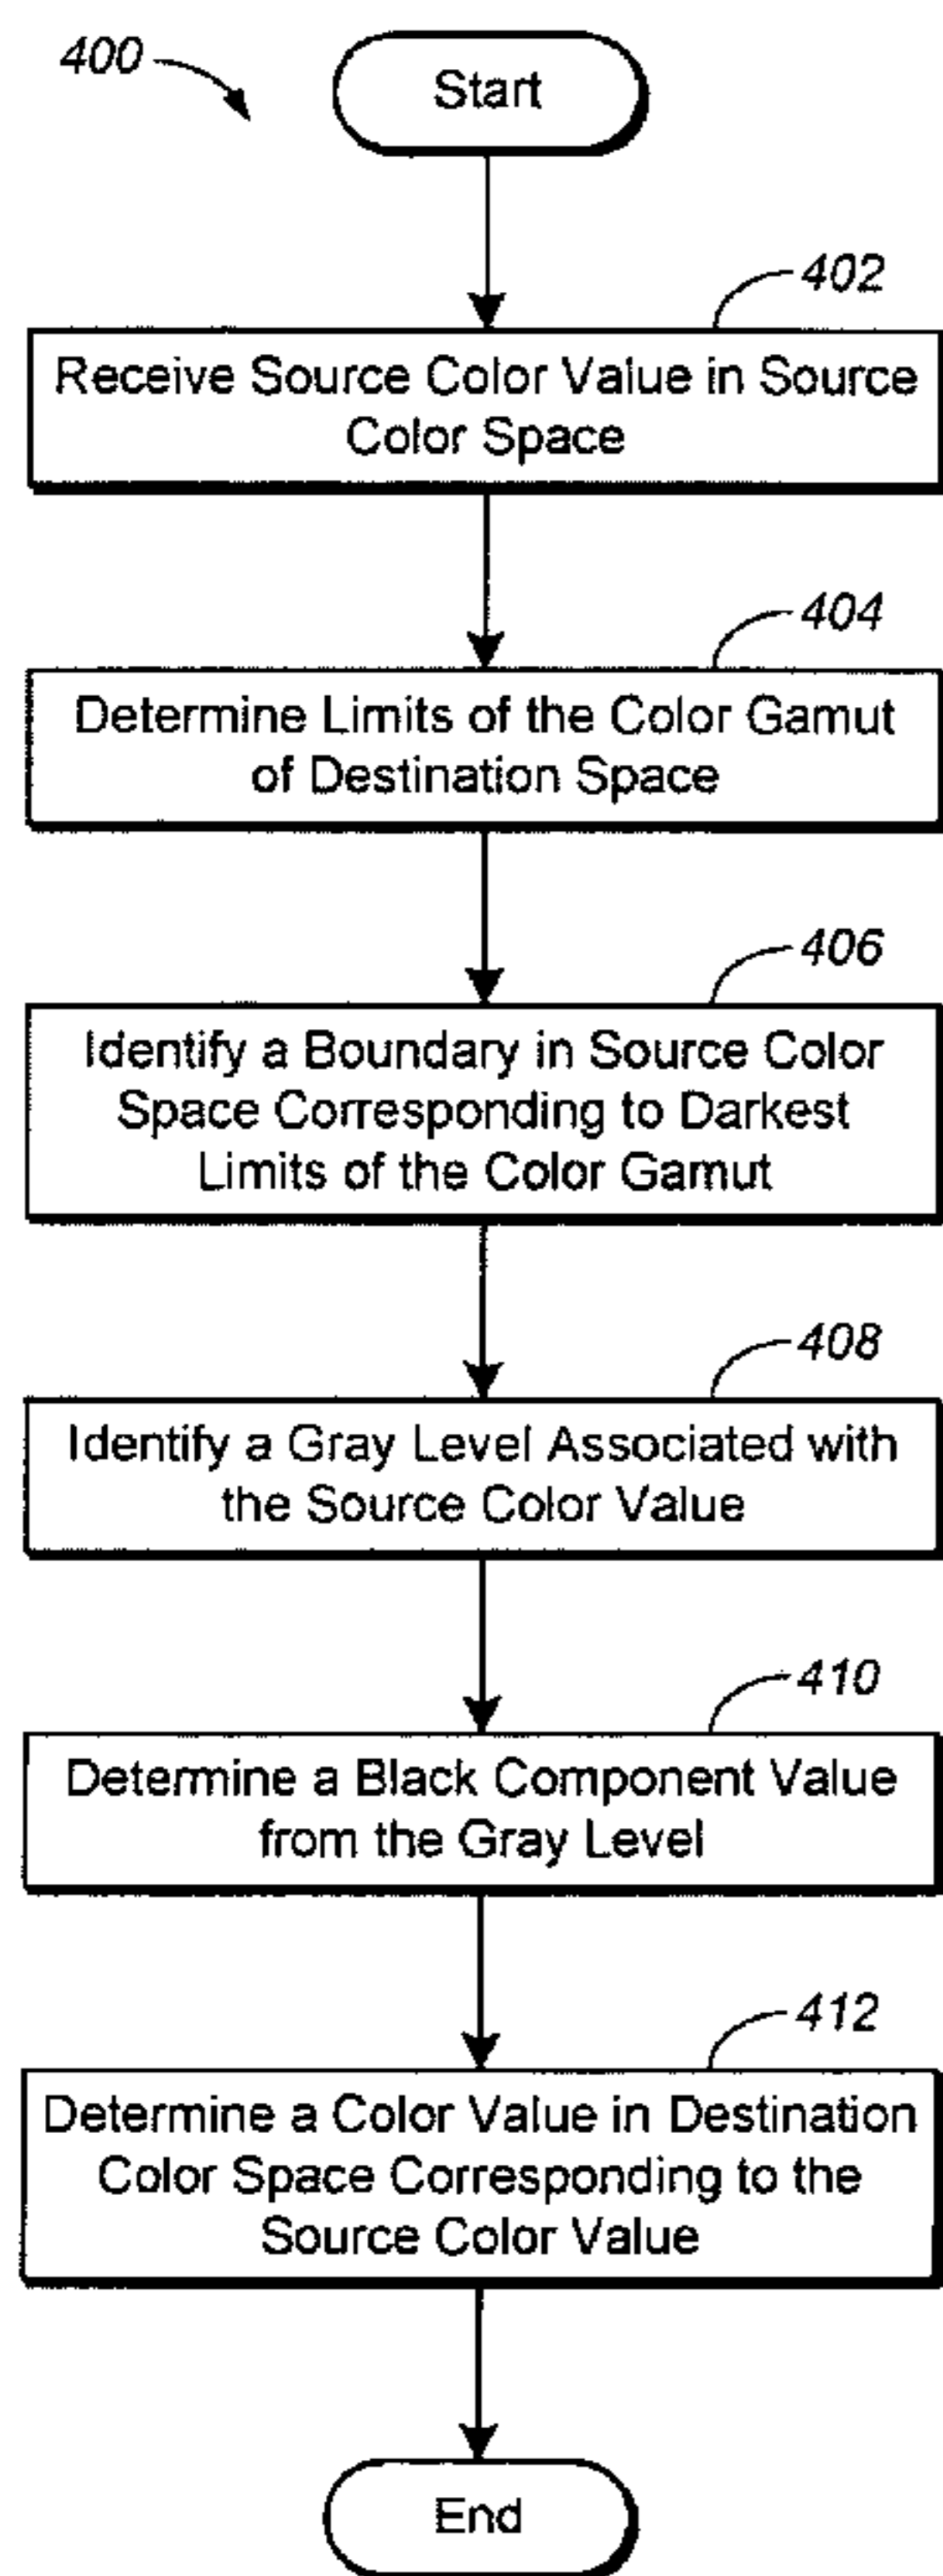 400
Start
402
Receive Source Color Value in Source
Color Space
404
Determine Limits of the Color Gamut
of Destination Space
406
Identify a Boundary in Source Color
Space Corresponding to Darkest
Limits of the Color Gamut
408
Identify a Gray Level Associated with
the Source Color Value
410
Determine a Black Component Value
from the Gray Level
412
Determine a Color Value in Destination
Color Space Corresponding to the
Source Color Value
End